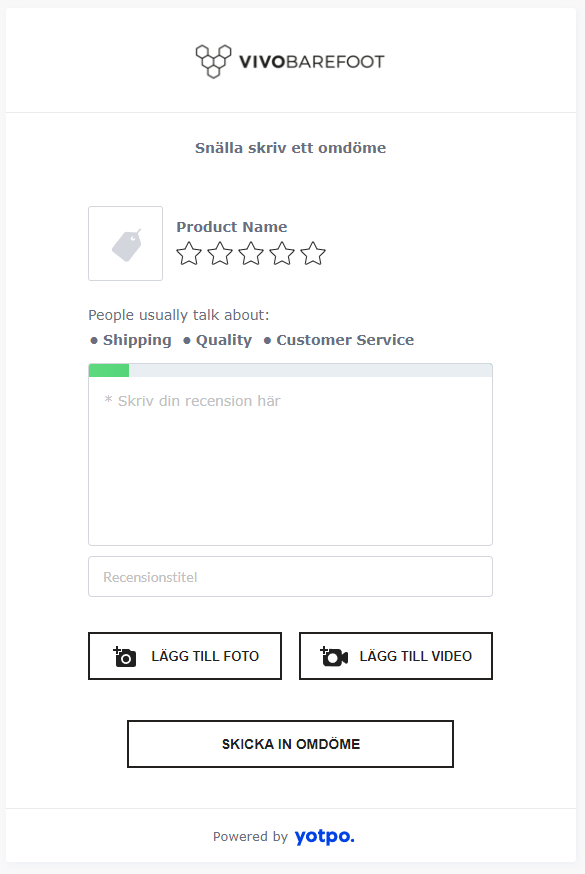 VIVOBAREFOOT
Snälla skriv ett omdöme
Product Name
People usually talk about:
● Shipping ● Quality ● Customer Service
* Skriv din recension här
Recensionstitel
LÄGG TILL FOTO LÄGG TILL VIDEO
SKICKA IN OMDÖME
Powered by yotpo.